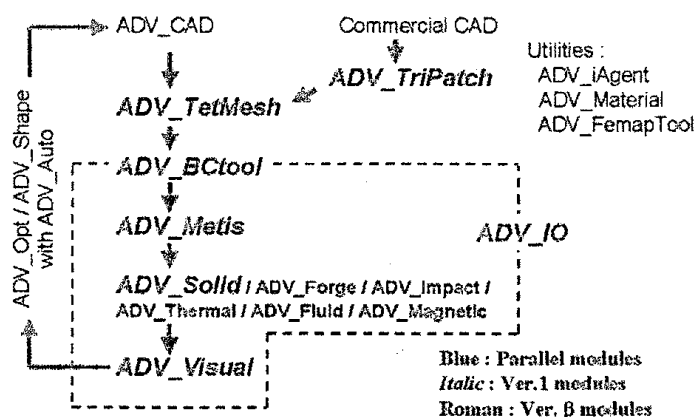 ADV_CAD
Commercial CAD
ADV_TriPatch
Utilities :
ADV_iAgent
ADV_Material
ADV_FemapTool
ADV_TetMesh
ADV_BCtool
ADV_Metis
ADV_IO
ADV_Solid / ADV_Forge / ADV_Impact /
ADV_Thermal / ADV_Fluid / ADV_Magnetic
ADV_Visual
ADV_Opt / ADV_Shape
with ADV_Auto
Blue : Parallel modules
Italic : Ver.1 modules
Roman : Ver. β modules